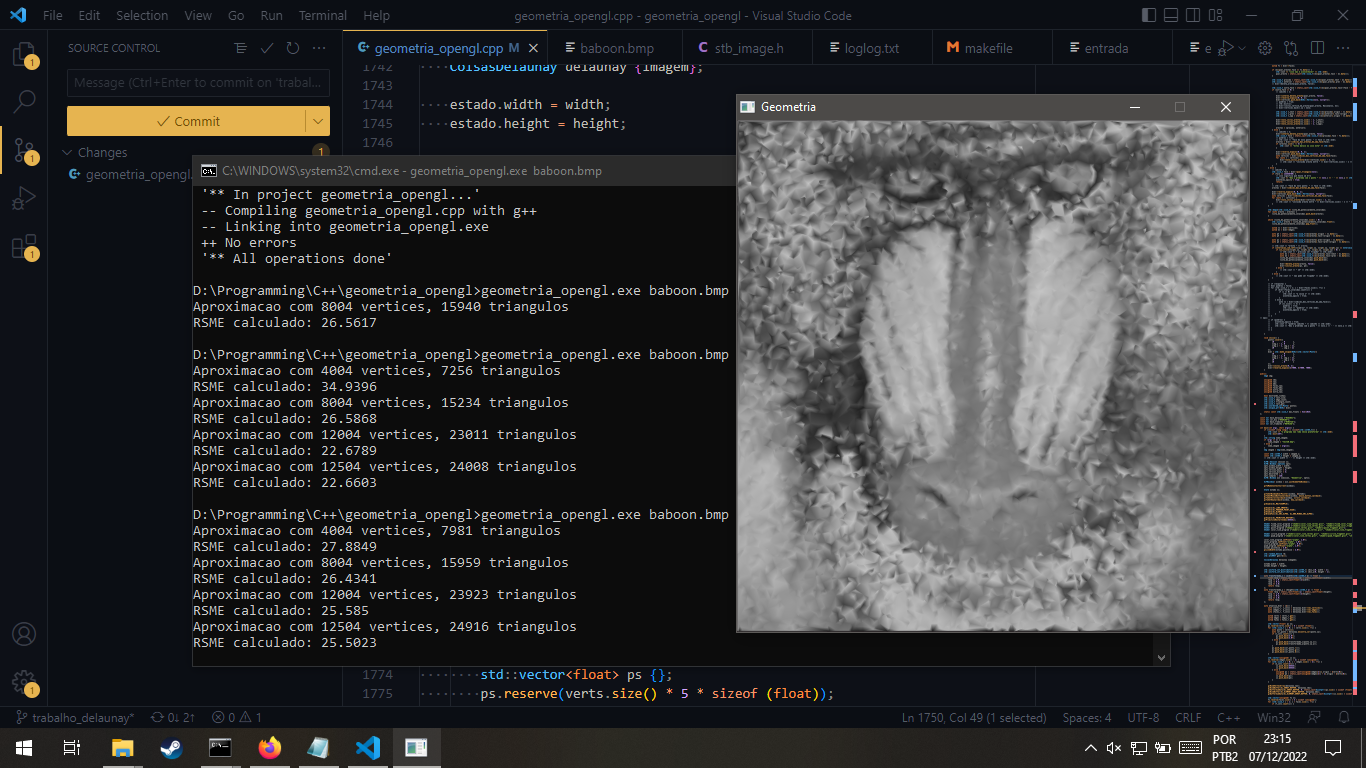 File Edit Selection View Go Run Terminal Help geometria_opengl.cpp - geometria_opengl - Visual Studio Code
SOURCE CONTROL
geometria_opengl.cpp M baboon.bmp stb_image.h loglog.txt makefile entrada e
Message (Ctrl+Enter to commit on 'trabal...
Commit
Changes 1
geometria_opengl.
1742 ····CoisasDelaunay delaunay {imagem};
1743
1744 ····estado.width = width;
1745 ····estado.height = height;
1746
Geometria
C:\WINDOWS\system32\cmd.exe - geometria_opengl.exe baboon.bmp
'** In project geometria_opengl...'
-- Compiling geometria_opengl.cpp with g++
-- Linking into geometria_opengl.exe
++ No errors
'** All operations done'
D:\Programming\C++\geometria_opengl>geometria_opengl.exe baboon.bmp
Aproximacao com 8004 vertices, 15940 triangulos
RSME calculado: 26.5617
D:\Programming\C++\geometria_opengl>geometria_opengl.exe baboon.bmp
Aproximacao com 4004 vertices, 7256 triangulos
RSME calculado: 34.9396
Aproximacao com 8004 vertices, 15234 triangulos
RSME calculado: 26.5868
Aproximacao com 12004 vertices, 23011 triangulos
RSME calculado: 22.6789
Aproximacao com 12504 vertices, 24008 triangulos
RSME calculado: 22.6603
D:\Programming\C++\geometria_opengl>geometria_opengl.exe baboon.bmp
Aproximacao com 4004 vertices, 7981 triangulos
RSME calculado: 27.8849
Aproximacao com 8004 vertices, 15959 triangulos
RSME calculado: 26.4341
Aproximacao com 12004 vertices, 23923 triangulos
RSME calculado: 25.585
Aproximacao com 12504 vertices, 24916 triangulos
RSME calculado: 25.5023
1774 ········std::vector<float> ps {};
1775 ········ps.reserve(verts.size() * 5 * sizeof (float));
trabalho_delaunay* 0↓ 2↑ 0 1 Ln 1750, Col 49 (1 selected) Spaces: 4 UTF-8 CRLF C++ Win32
POR 23:15
PTB2 07/12/2022